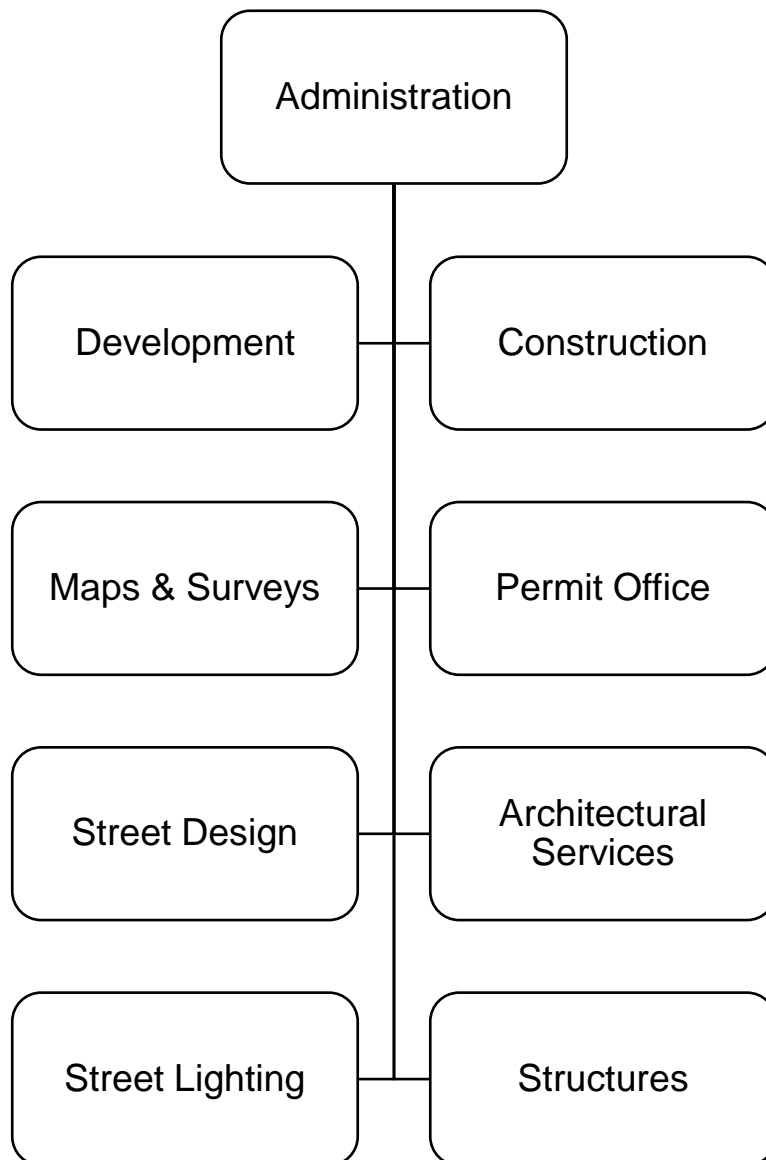 Administration
Development
Construction
Maps & Surveys
Permit Office
Street Design
Architectural
Services
Street Lighting
Structures